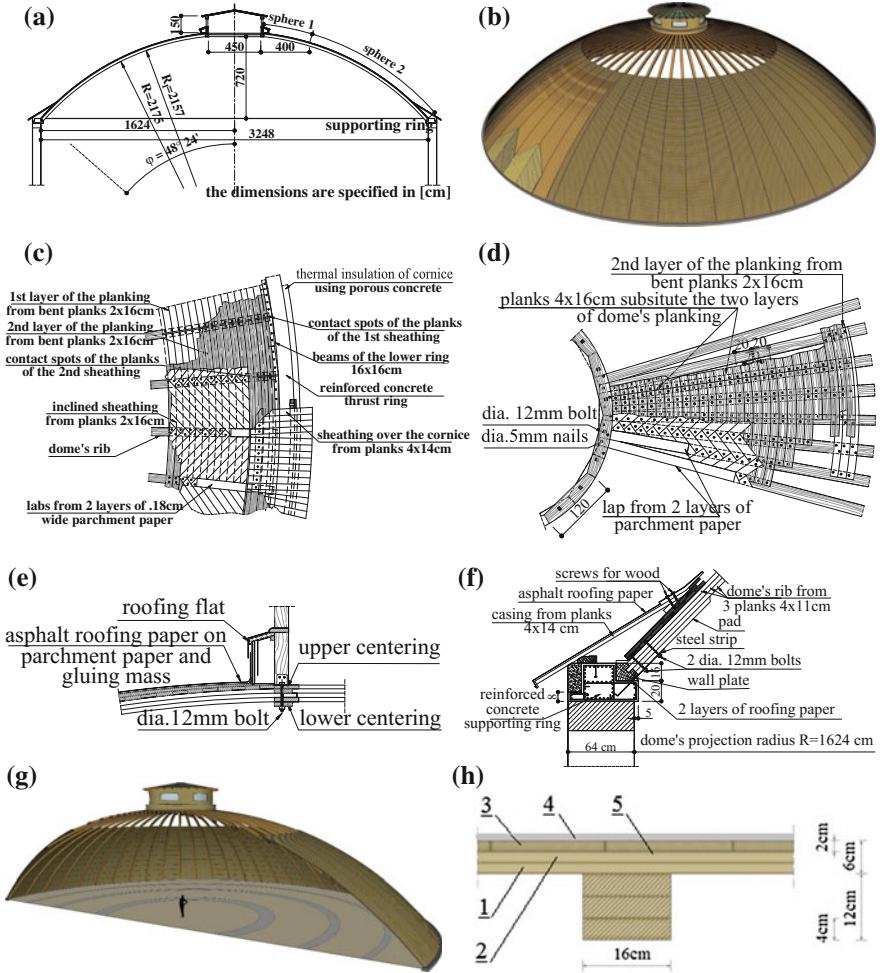 (a)
150
sphere 1
450
400
sphere 2
720
R₁=2157
R=2175
1624
supporting ring
3248
φ = 48° 24'
the dimensions are specified in [cm]
(b)
(c)
1st layer of the planking
from bent planks 2x16cm
2nd layer of the planking
from bent planks 2x16cm
contact spots of the planks
of the 2nd sheathing
inclined sheathing
from planks 2x16cm
dome's rib
labs from 2 layers of .18cm
wide parchment paper
thermal insulation of cornice
using porous concrete
contact spots of the planks
of the 1st sheathing
beams of the lower ring
16x16cm
reinforced concrete
thrust ring
sheathing over the cornice
from planks 4x14cm
(d)
2nd layer of the planking from
bent planks 2x16cm
planks 4x16cm subsitute the two layers
of dome's planking
20 20
dia. 12mm bolt
dia.5mm nails
120
lap from 2 layers of
parchment paper
(e)
roofing flat
asphalt roofing paper on
parchment paper and
gluing mass
upper centering
dia.12mm bolt
lower centering
(f)
screws for wood
asphalt roofing paper
casing from planks
4x14 cm
dome's rib from
3 planks 4x11cm
pad
steel strip
2 dia. 12mm bolts
wall plate
16
20
reinforced
concrete
supporting ring
8
5
2 layers of roofing paper
64 cm
dome's projection radius R=1624 cm
(g)
(h)
3
4
5
2cm
6cm
1
2
12cm
4cm
16cm